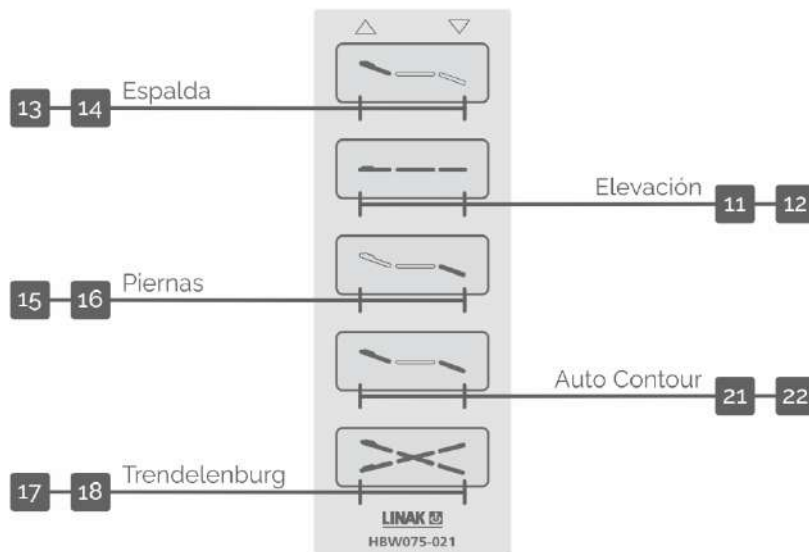 Espalda
13 14
Elevación
11 12
Piernas
15 16
Auto Contour
21 22
Trendelenburg
17 18
LINAK
HBW075-021